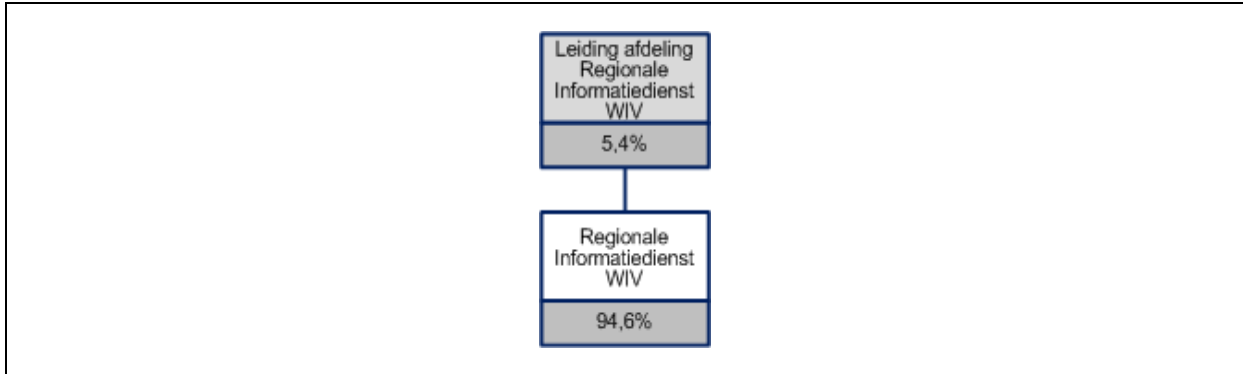 Leiding afdeling
Regionale
Informatiedienst
WIV
5,4%
Regionale
Informatiedienst
WIV
94,6%